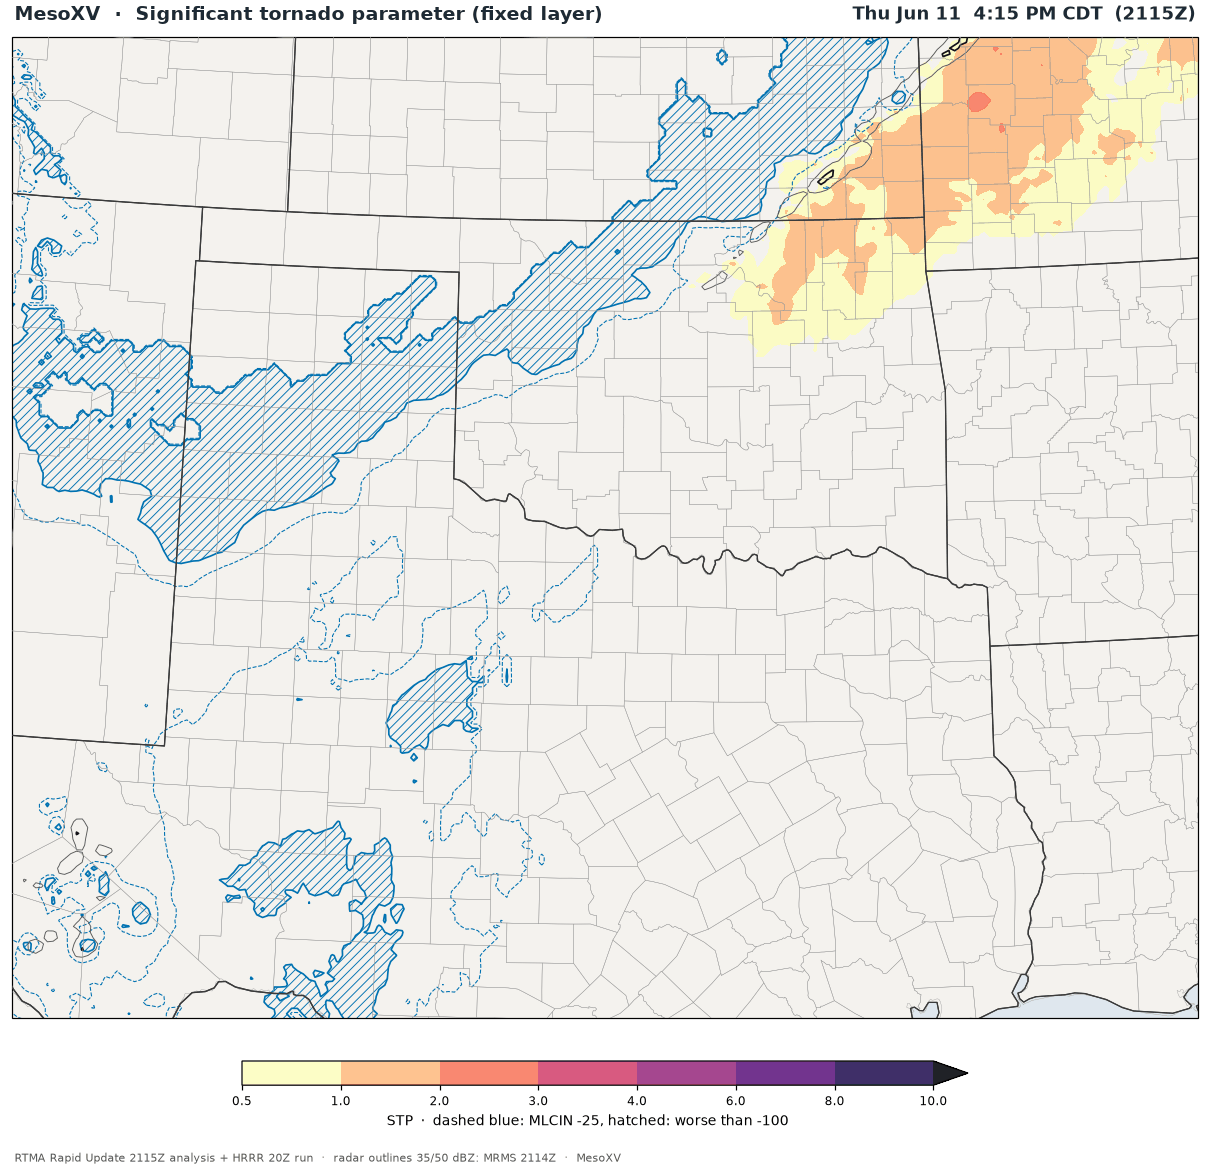 MesoXV  ·  Significant tornado parameter (fixed layer)
Thu Jun 11  4:15 PM CDT  (2115Z)
0.5 1.0 2.0 3.0 4.0 6.0 8.0 10.0
STP  ·  dashed blue: MLCIN -25, hatched: worse than -100
RTMA Rapid Update 2115Z analysis + HRRR 20Z run  ·  radar outlines 35/50 dBZ: MRMS 2114Z  ·  MesoXV